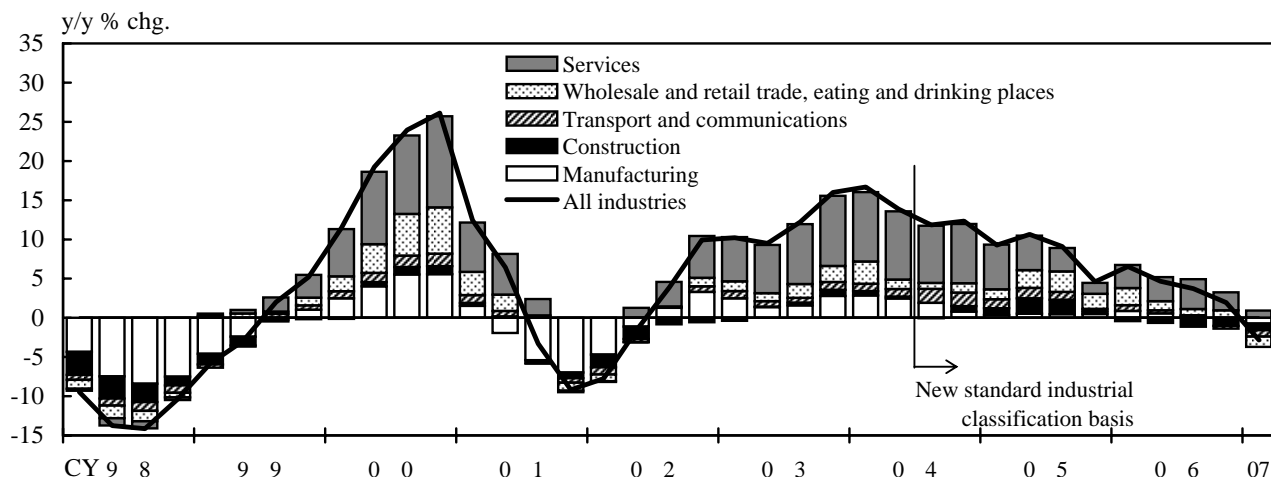 y/y % chg.
35
30
25
20
15
10
5
0
-5
-10
-15
Services
Wholesale and retail trade, eating and drinking places
Transport and communications
Construction
Manufacturing
All industries
New standard industrial
classification basis
CY 9 8 9 9 0 0 0 1 0 2 0 3 0 4 0 5 0 6 07